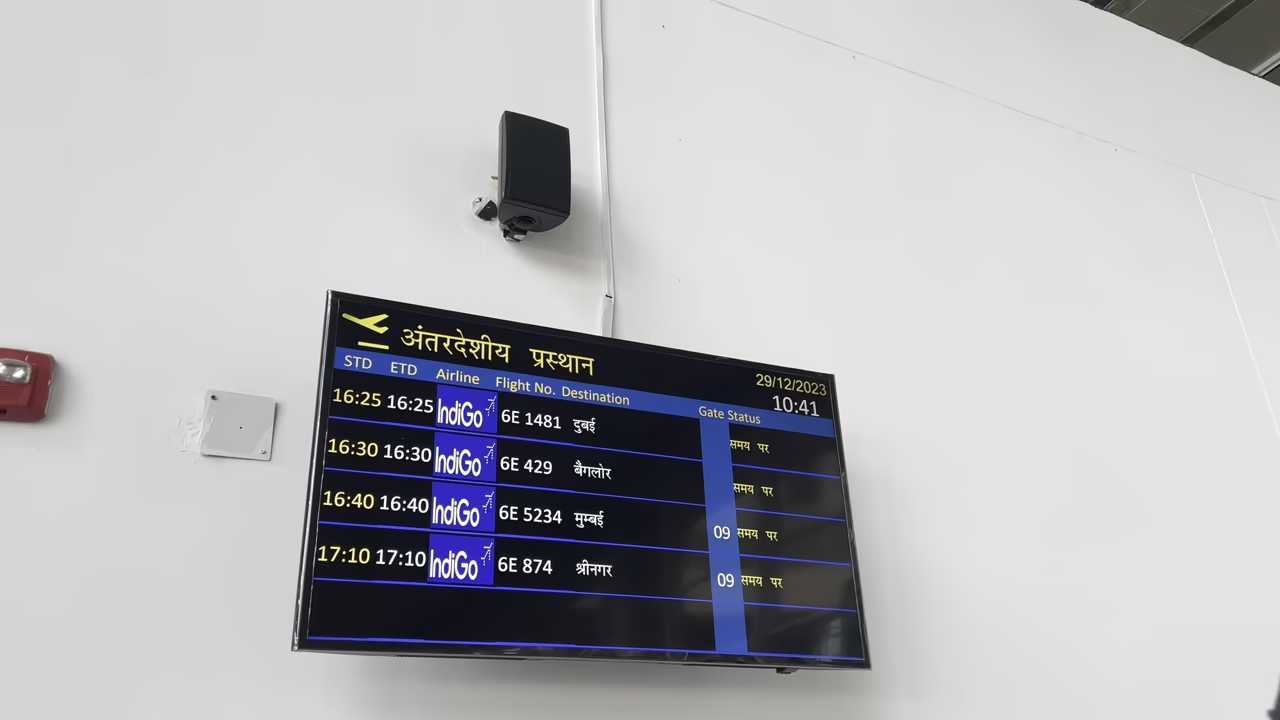 अंतरदेशीय प्रस्थान
29/12/2023
10:41
STD ETD Airline Flight No. Destination Gate Status
16:25 16:25 IndiGo 6E 1481 दुबई समय पर
16:30 16:30 IndiGo 6E 429 बैगलोर समय पर
16:40 16:40 IndiGo 6E 5234 मुम्बई 09 समय पर
17:10 17:10 IndiGo 6E 874 श्रीनगर 09 समय पर